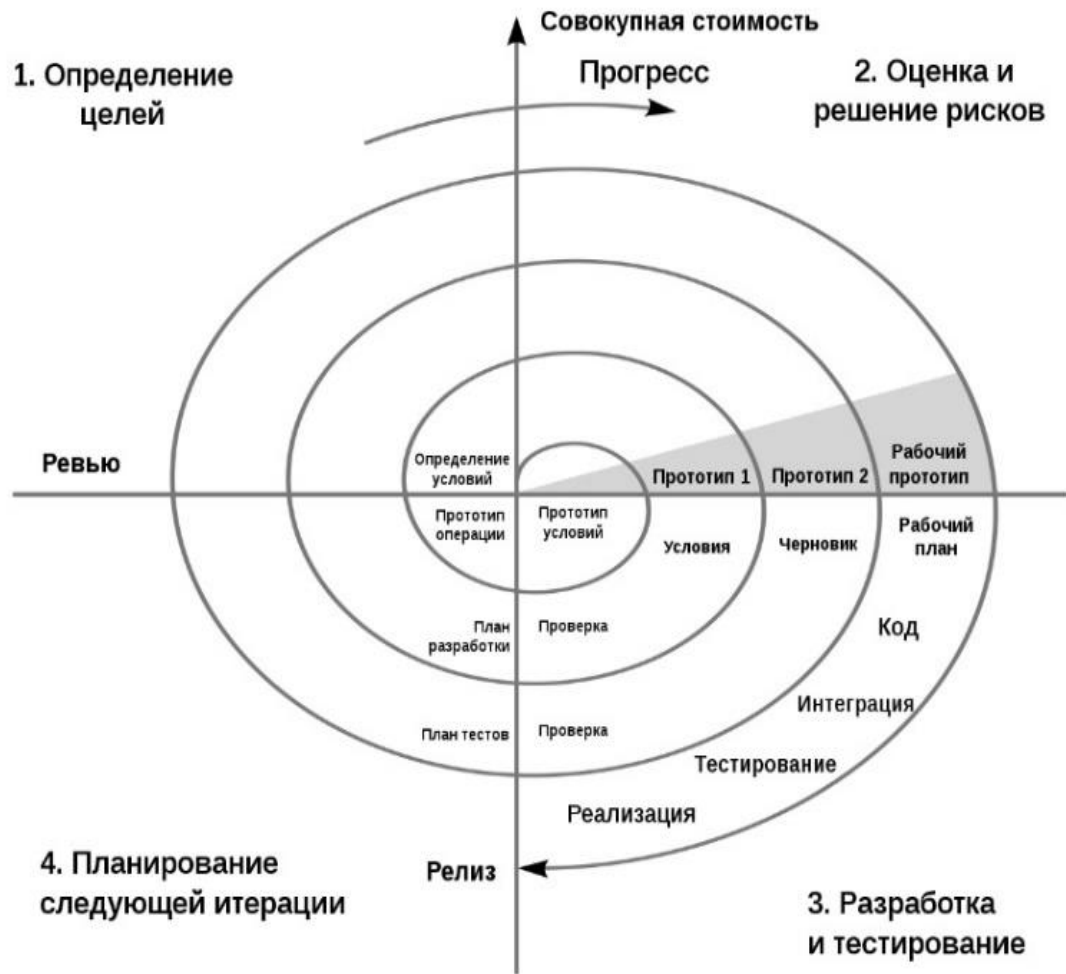 Совокупная стоимость
1. Определение
целей
Прогресс
2. Оценка и
решение рисков
Ревью
Определение
условий
Прототип 1
Прототип 2
Рабочий
прототип
Прототип
операции
Прототип
условий
Условия
Черновик
Рабочий
план
План
разработки
Проверка
Код
План тестов
Проверка
Интеграция
Тестирование
Реализация
4. Планирование
следующей итерации
Релиз
3. Разработка
и тестирование